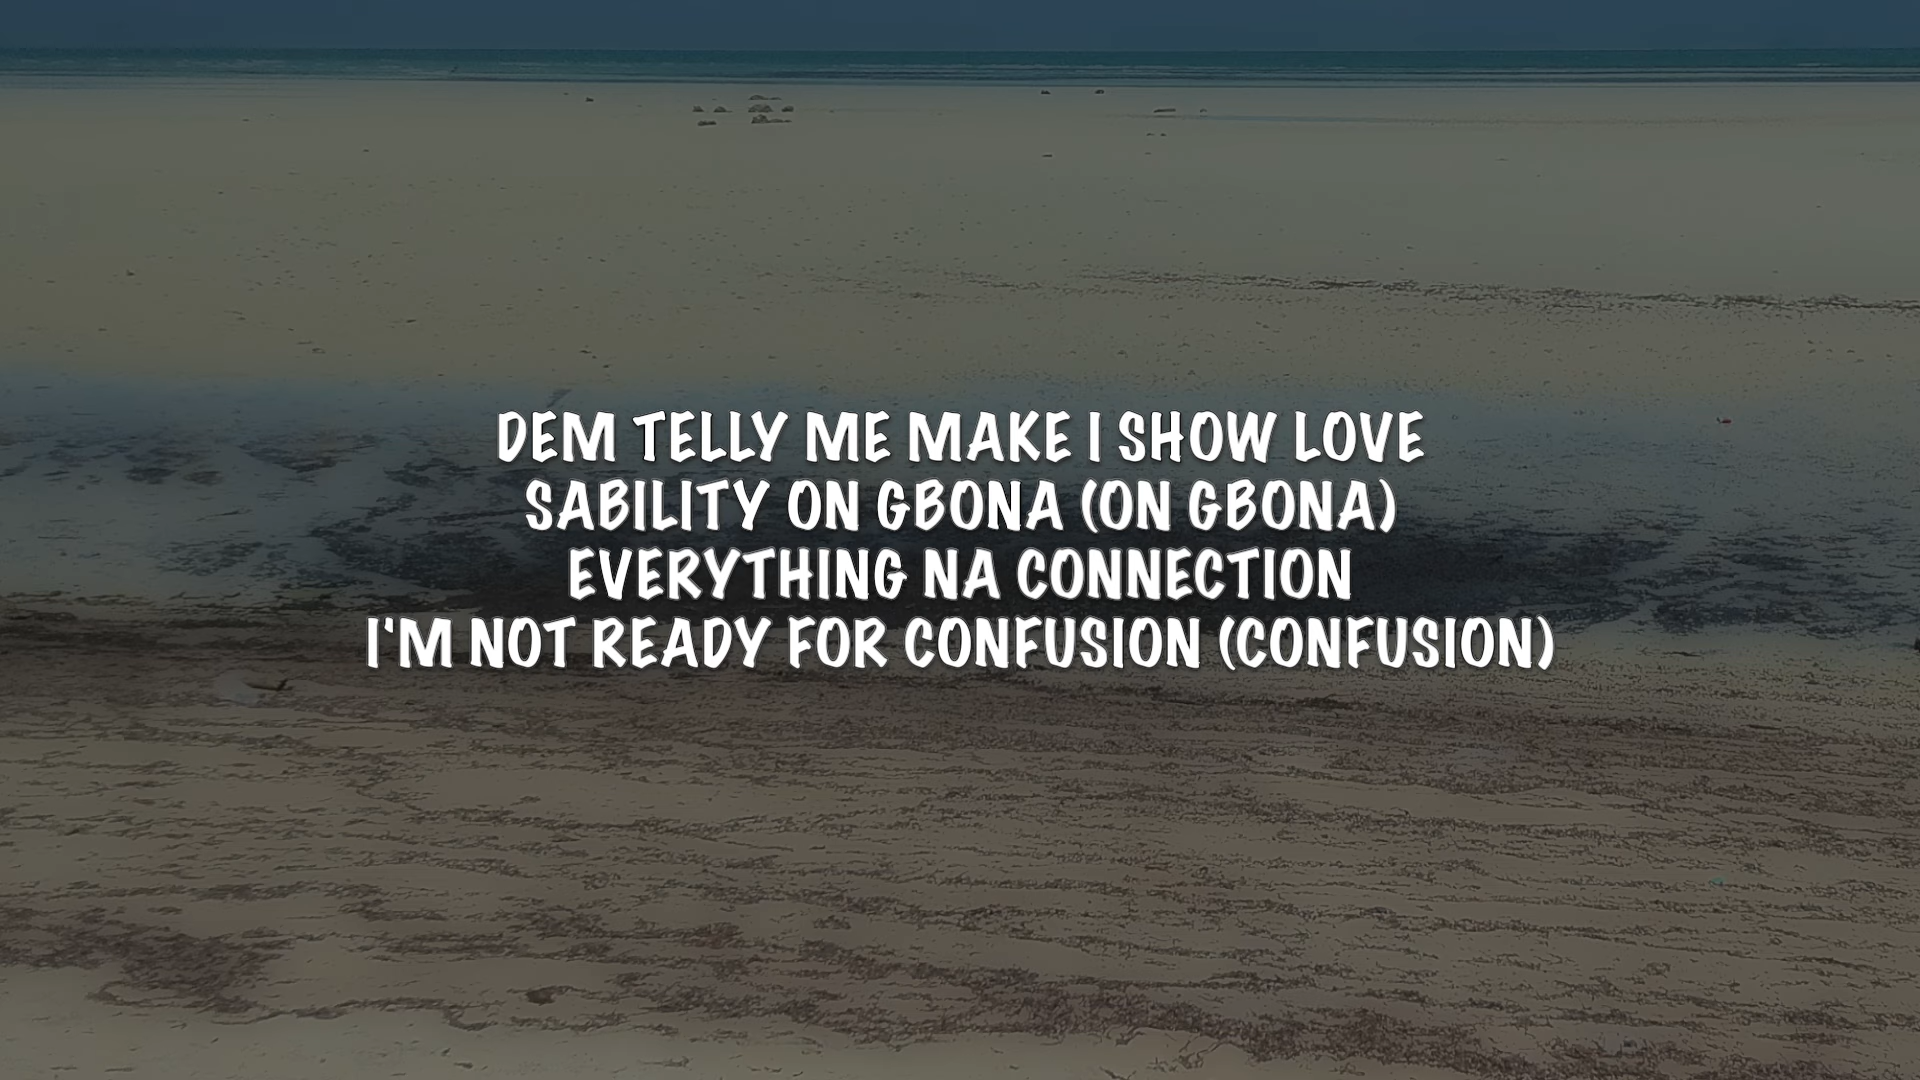 DEM TELLY ME MAKE I SHOW LOVE
SABILITY ON GBONA (ON GBONA)
EVERYTHING NA CONNECTION
I'M NOT READY FOR CONFUSION (CONFUSION)